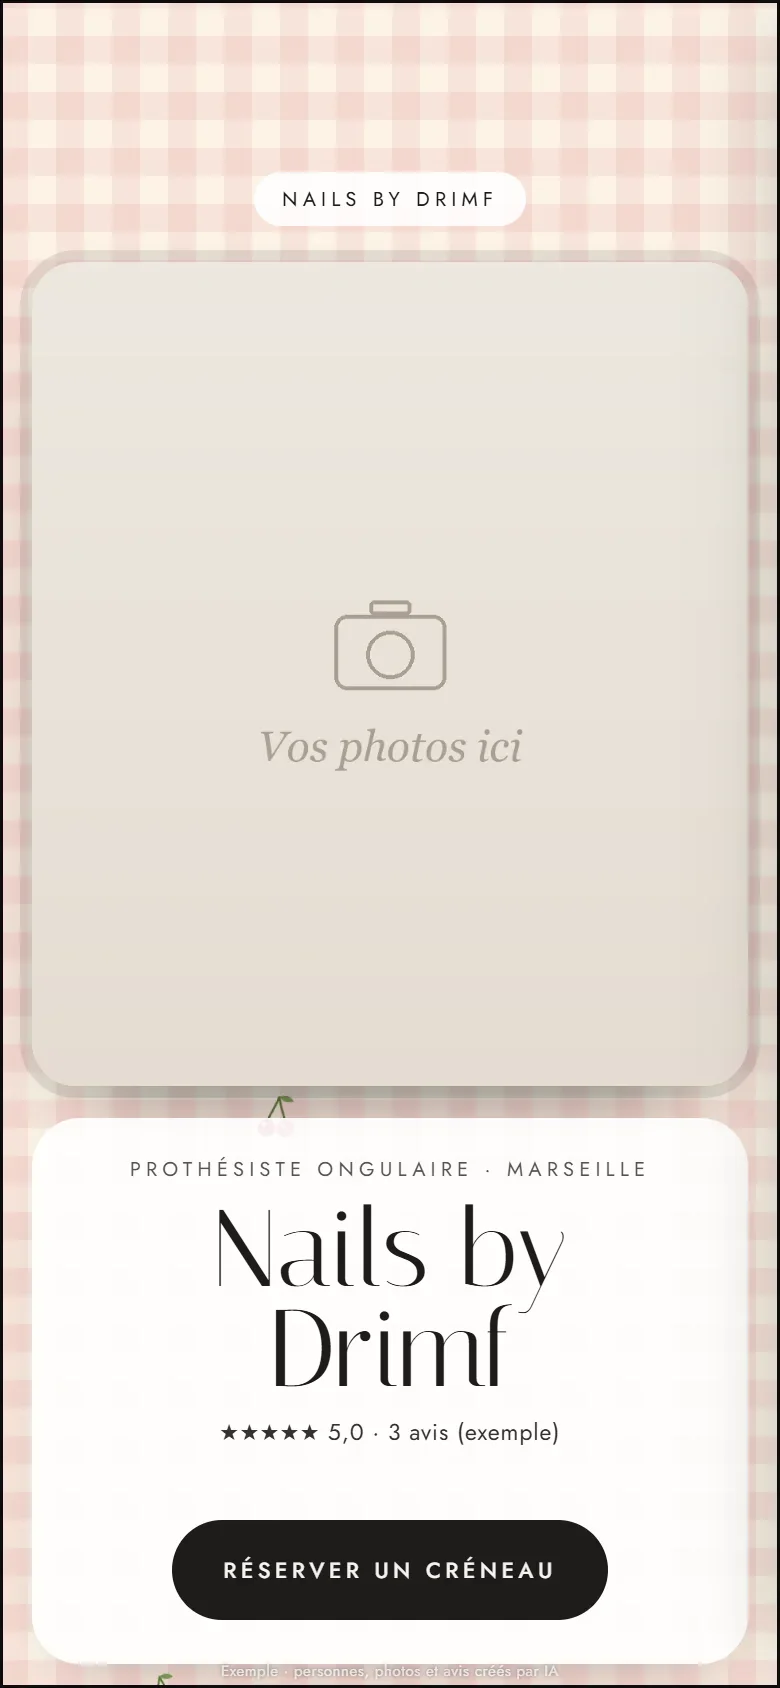 NAILS BY DRIMF
Vos photos ici
PROTHÉSISTE ONGULAIRE · MARSEILLE
Nails by
Drimf
★★★★★ 5,0 · 3 avis (exemple)
RÉSERVER UN CRÉNEAU
Exemple · personnes, photos et avis créés par IA